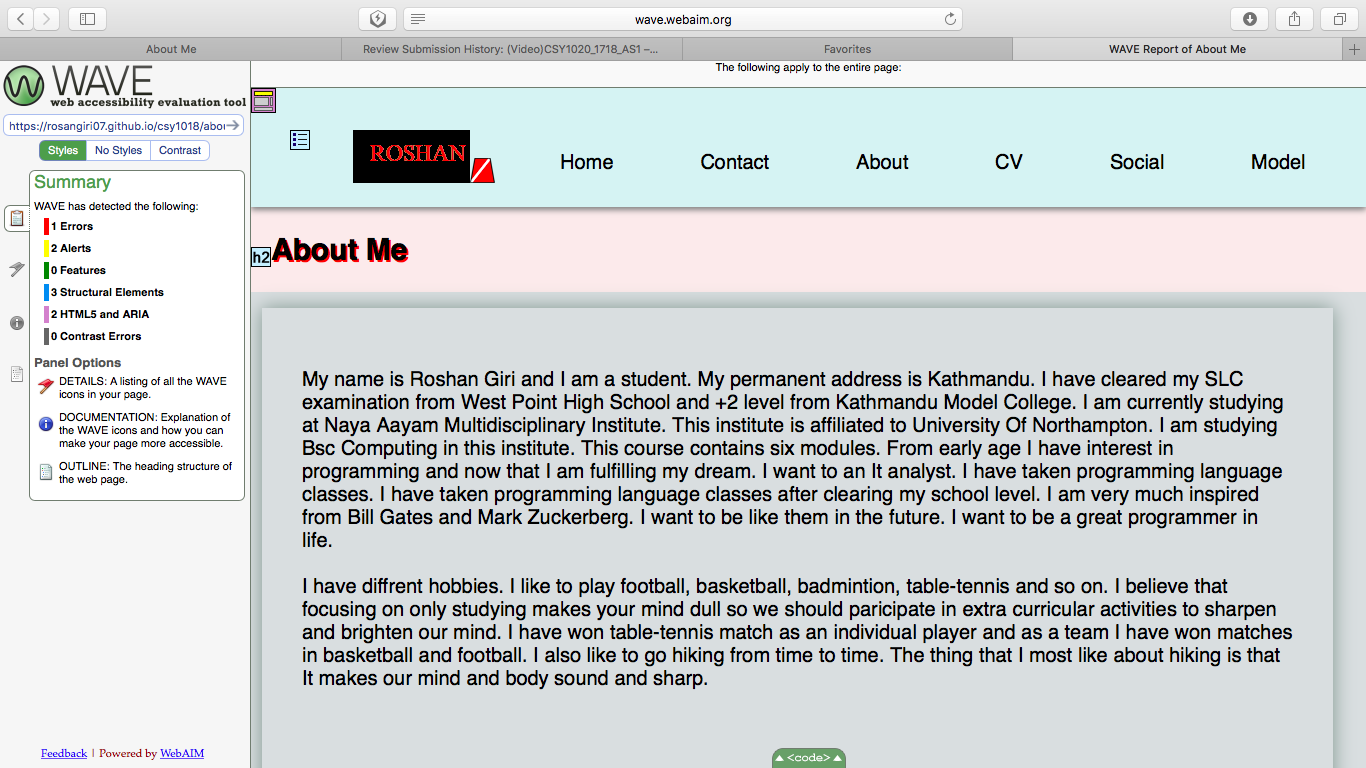 wave.webaim.org
About Me
Review Submission History: (Video)CSY1020_1718_AS1 –...
Favorites
WAVE Report of About Me
WAVE
web accessibility evaluation tool
https://rosangiri07.github.io/csy1018/abou
Styles
No Styles
Contrast
Summary
WAVE has detected the following:
1 Errors
2 Alerts
0 Features
3 Structural Elements
2 HTML5 and ARIA
0 Contrast Errors
Panel Options
DETAILS: A listing of all the WAVE
icons in your page.
DOCUMENTATION: Explanation of
the WAVE icons and how you can
make your page more accessible.
OUTLINE: The heading structure of
the web page.
Feedback | Powered by WebAIM
The following apply to the entire page:
ROSHAN
Home
Contact
About
CV
Social
Model
h2
About Me
My name is Roshan Giri and I am a student. My permanent address is Kathmandu. I have cleared my SLC
examination from West Point High School and +2 level from Kathmandu Model College. I am currently studying
at Naya Aayam Multidisciplinary Institute. This institute is affiliated to University Of Northampton. I am studying
Bsc Computing in this institute. This course contains six modules. From early age I have interest in
programming and now that I am fulfilling my dream. I want to an It analyst. I have taken programming language
classes. I have taken programming language classes after clearing my school level. I am very much inspired
from Bill Gates and Mark Zuckerberg. I want to be like them in the future. I want to be a great programmer in
life.
I have diffrent hobbies. I like to play football, basketball, badmintion, table-tennis and so on. I believe that
focusing on only studying makes your mind dull so we should paricipate in extra curricular activities to sharpen
and brighten our mind. I have won table-tennis match as an individual player and as a team I have won matches
in basketball and football. I also like to go hiking from time to time. The thing that I most like about hiking is that
It makes our mind and body sound and sharp.
<code>